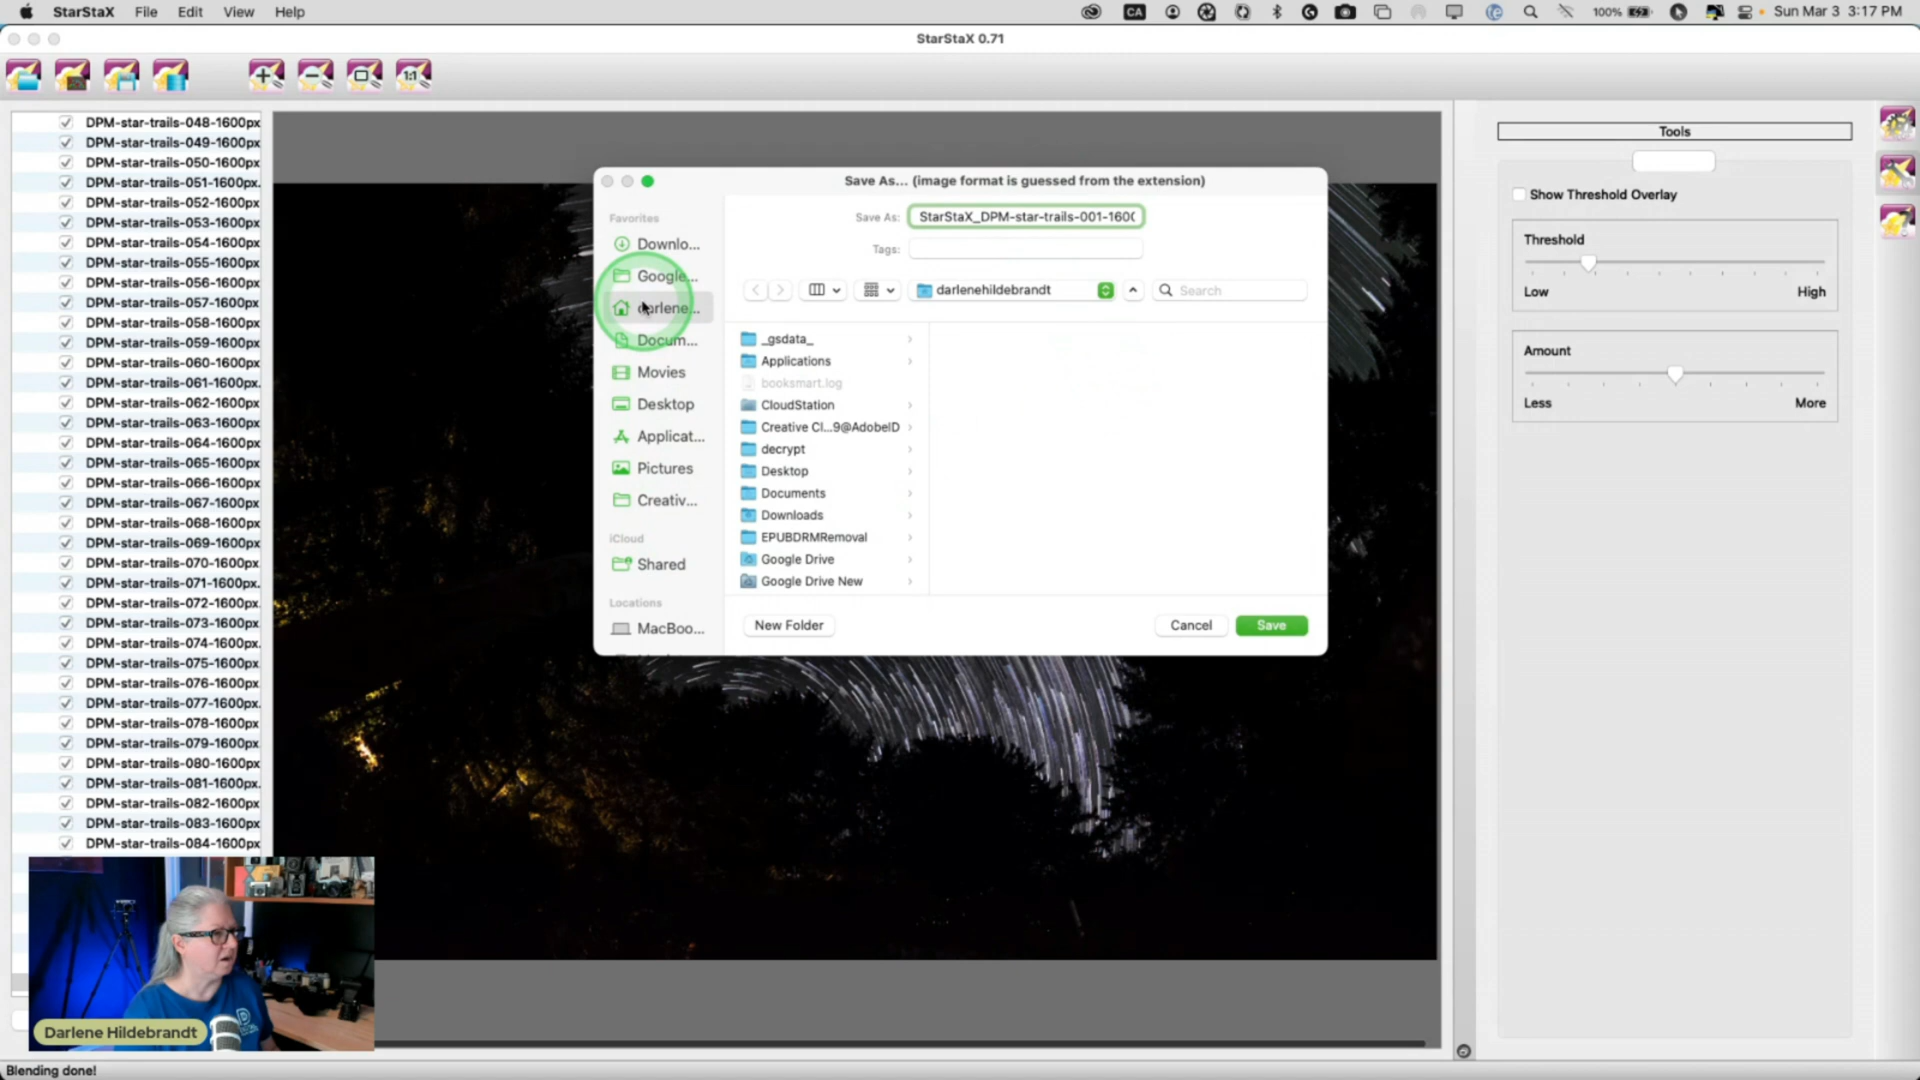 StarStaX File Edit View Help
CA 100% Sun Mar 3 3:17 PM
StarStaX 0.71
1:1
DPM-star-trails-048-1600px
DPM-star-trails-049-1600px
DPM-star-trails-050-1600px
DPM-star-trails-051-1600px.
DPM-star-trails-052-1600px
DPM-star-trails-053-1600px
DPM-star-trails-054-1600px
DPM-star-trails-055-1600px
DPM-star-trails-056-1600px
DPM-star-trails-057-1600px
DPM-star-trails-058-1600px
DPM-star-trails-059-1600px
DPM-star-trails-060-1600px
DPM-star-trails-061-1600px.
DPM-star-trails-062-1600px
DPM-star-trails-063-1600px
DPM-star-trails-064-1600px
DPM-star-trails-065-1600px
DPM-star-trails-066-1600px
DPM-star-trails-067-1600px
DPM-star-trails-068-1600px
DPM-star-trails-069-1600px
DPM-star-trails-070-1600px
DPM-star-trails-071-1600px.
DPM-star-trails-072-1600px.
DPM-star-trails-073-1600px
DPM-star-trails-074-1600px
DPM-star-trails-075-1600px
DPM-star-trails-076-1600px
DPM-star-trails-077-1600px.
DPM-star-trails-078-1600px
DPM-star-trails-079-1600px
DPM-star-trails-080-1600px
DPM-star-trails-081-1600px.
DPM-star-trails-082-1600px
DPM-star-trails-083-1600px
DPM-star-trails-084-1600px
Save As... (image format is guessed from the extension)
Favorites
Downlo...
Google...
Docum...
Movies
Desktop
Applicat...
Pictures
Creativ...
iCloud
Shared
Locations
MacBoo...
Save As: StarStaX_DPM-star-trails-001-1600
Tags:
darlenehildebrandt
Search
_gsdata_
Applications
booksmart.log
CloudStation
Creative Cl...9@AdobeID
decrypt
Desktop
Documents
Downloads
EPUBDRMRemoval
Google Drive
Google Drive New
New Folder Cancel Save
Tools
Show Threshold Overlay
Threshold
Low High
Amount
Less More
Darlene Hildebrandt
Blending done!